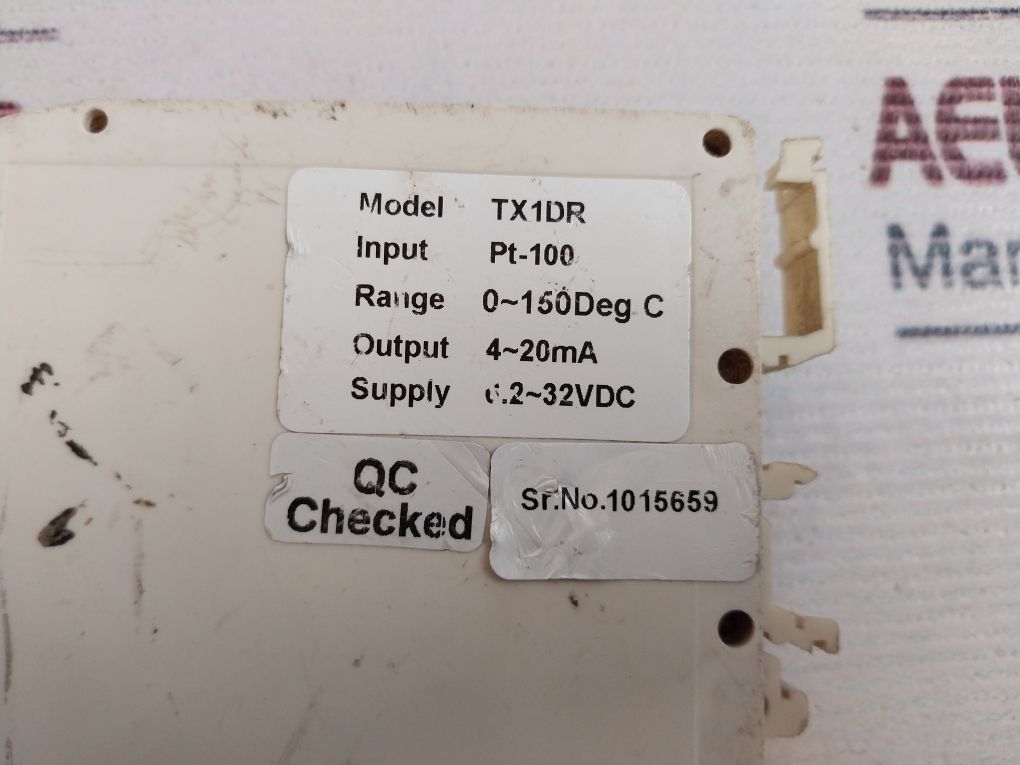 Model TX1DR
Input Pt-100
Range 0~150Deg C
Output 4~20mA
Supply .2~32VDC
QC
Checked
Sr.No.1015659